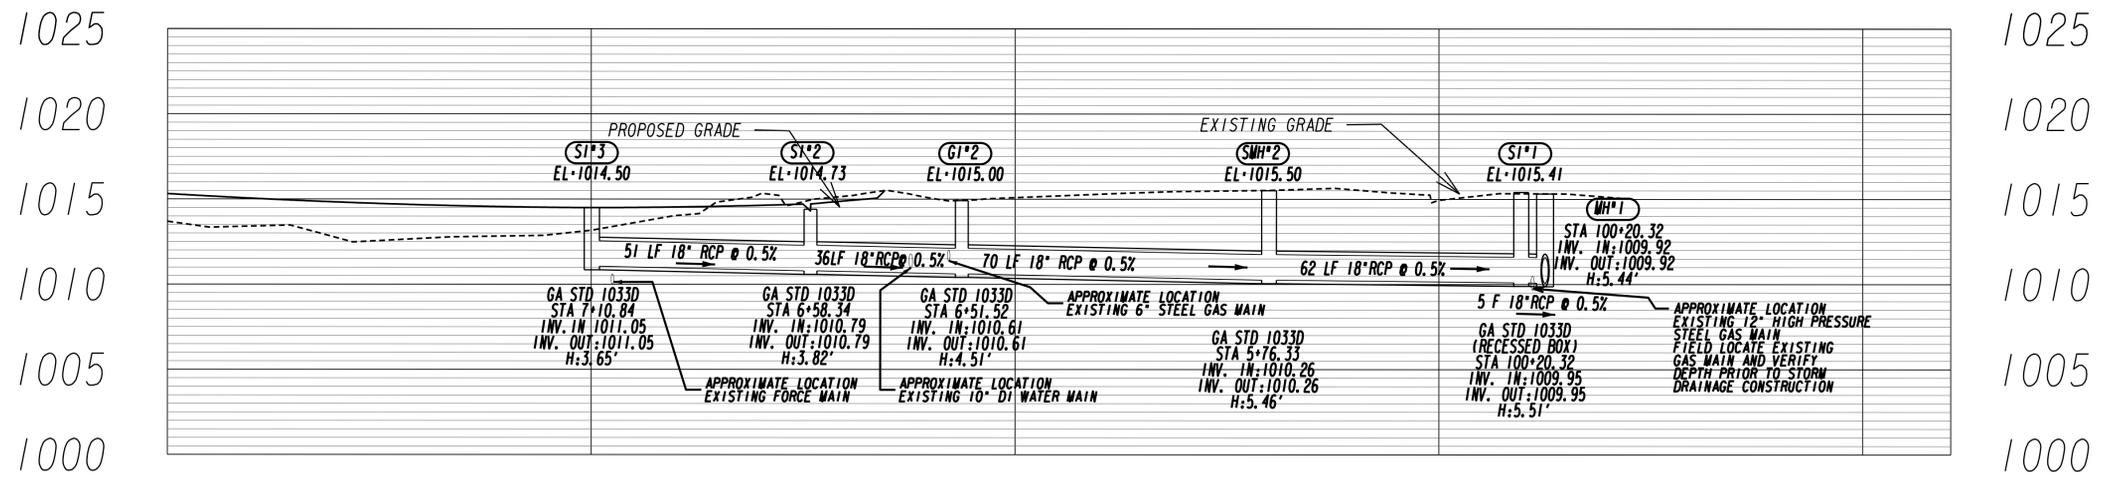 1025
1025
1020
1020
1015
1015
1010
1010
1005
1005
1000
1000
PROPOSED GRADE
EXISTING GRADE
SI#3
EL=1014.50
SI#2
EL=1014.73
GI#2
EL=1015.00
SMH#2
EL=1015.50
SI#1
EL=1015.41
MH#1
STA 100+20.32
INV. IN:1009.92
INV. OUT:1009.92
H:5.44'
51 LF 18" RCP @ 0.5%
36LF 18"RCP@ 0.5%
70 LF 18" RCP @ 0.5%
62 LF 18"RCP @ 0.5%
5 F 18"RCP @ 0.5%
GA STD 1033D
STA 7+10.84
INV. IN 1011.05
INV. OUT:1011.05
H:3.65'
GA STD 1033D
STA 6+58.34
INV. IN:1010.79
INV. OUT:1010.79
H:3.82'
GA STD 1033D
STA 6+51.52
INV. IN:1010.61
INV. OUT:1010.61
H:4.51'
APPROXIMATE LOCATION
EXISTING 6" STEEL GAS MAIN
GA STD 1033D
STA 5+76.33
INV. IN:1010.26
INV. OUT:1010.26
H:5.46'
GA STD 1033D
(RECESSED BOX)
STA 100+20.32
INV. IN:1009.95
INV. OUT:1009.95
H:5.51'
APPROXIMATE LOCATION
EXISTING 12" HIGH PRESSURE
STEEL GAS MAIN
FIELD LOCATE EXISTING
GAS MAIN AND VERIFY
DEPTH PRIOR TO STORM
DRAINAGE CONSTRUCTION
APPROXIMATE LOCATION
EXISTING FORCE MAIN
APPROXIMATE LOCATION
EXISTING 10" DI WATER MAIN